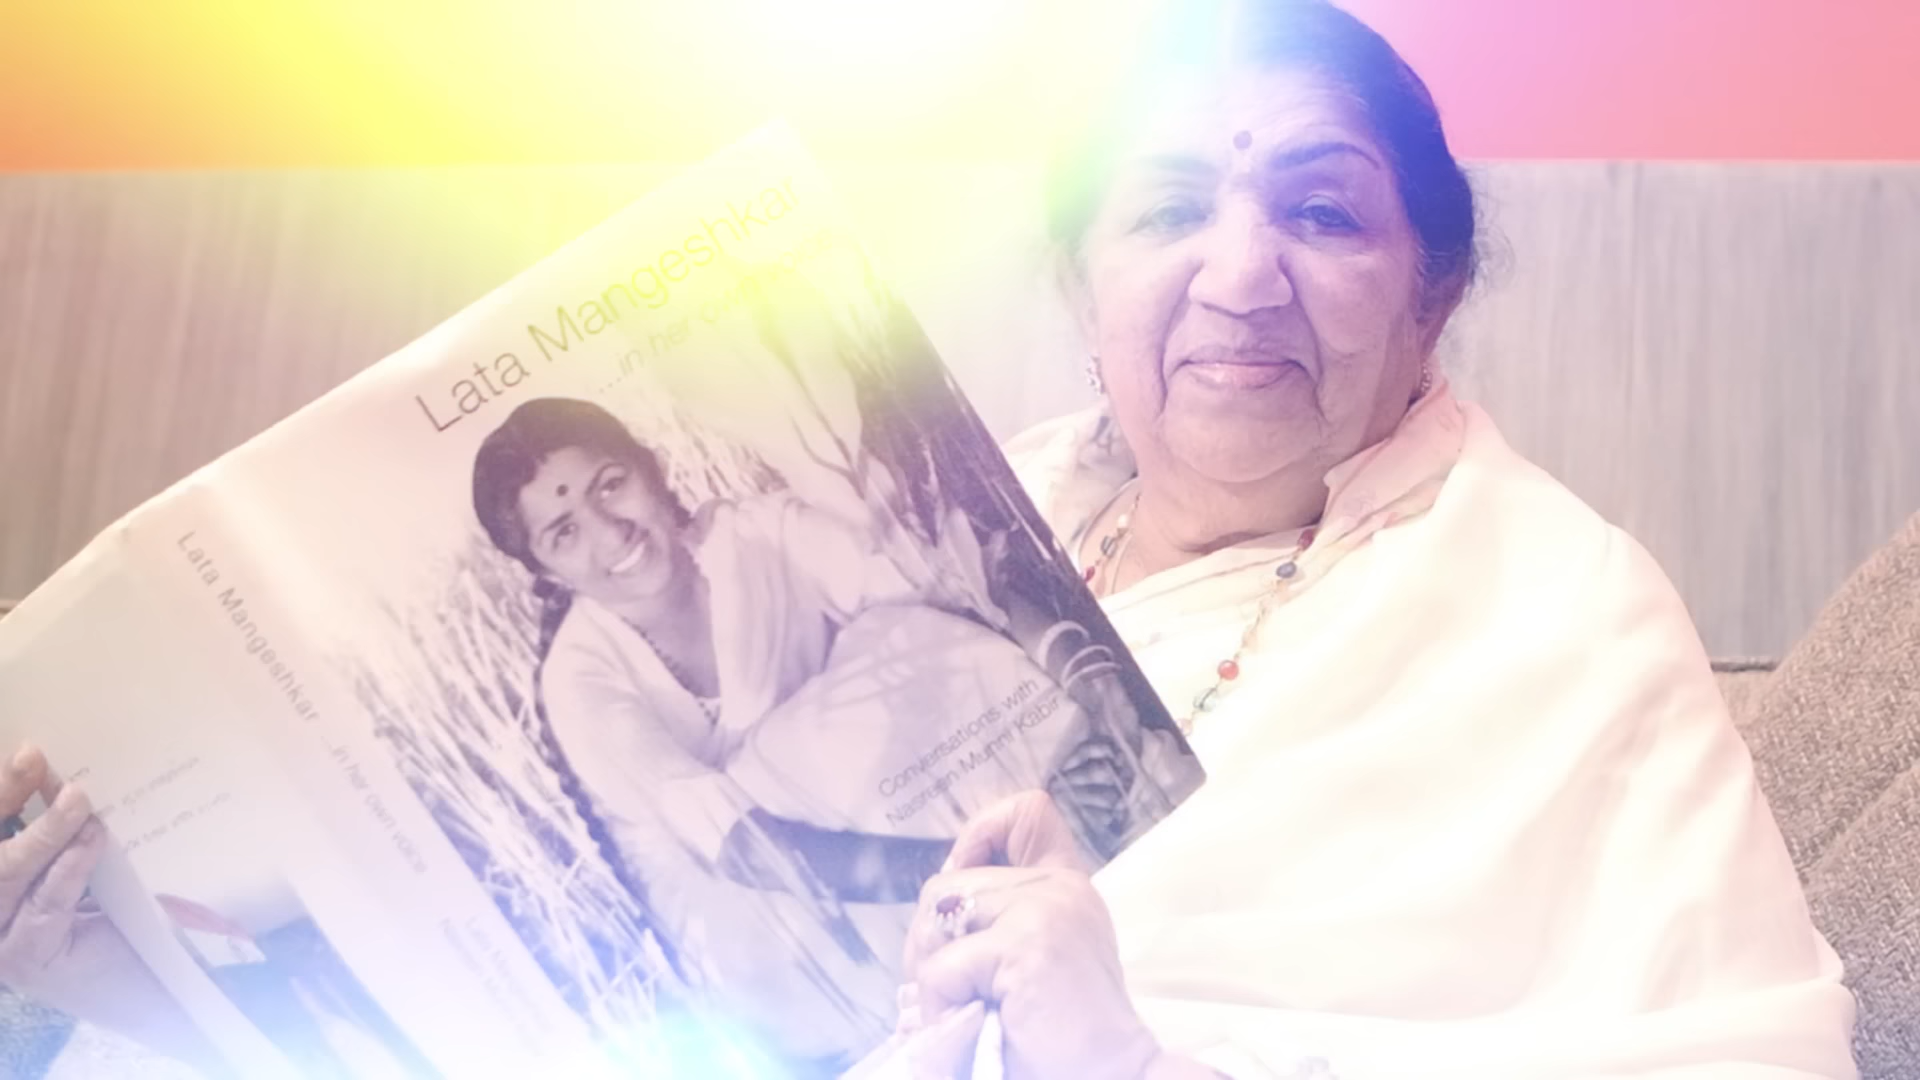 Lata Mangeshkar
...in her own voice
Conversations with
Nasreen Munni Kabir
Lata Mangeshkar ...in her own voice